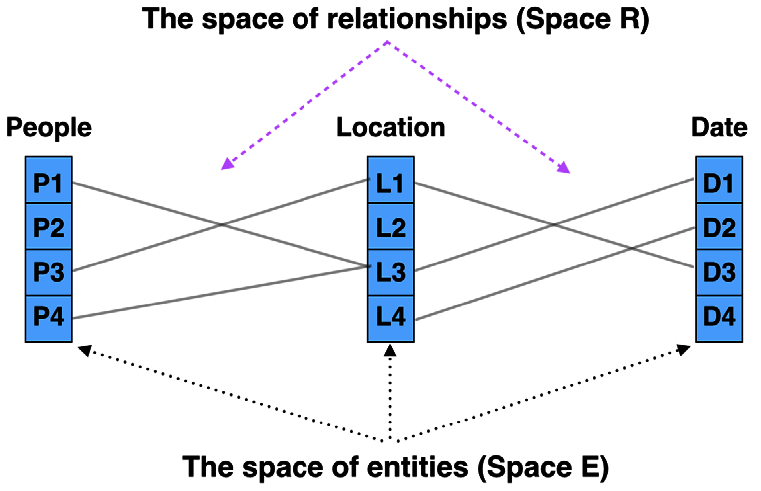 The space of relationships (Space R)
People
Location
Date
P1
L1
D1
P2
L2
D2
P3
L3
D3
P4
L4
D4
The space of entities (Space E)